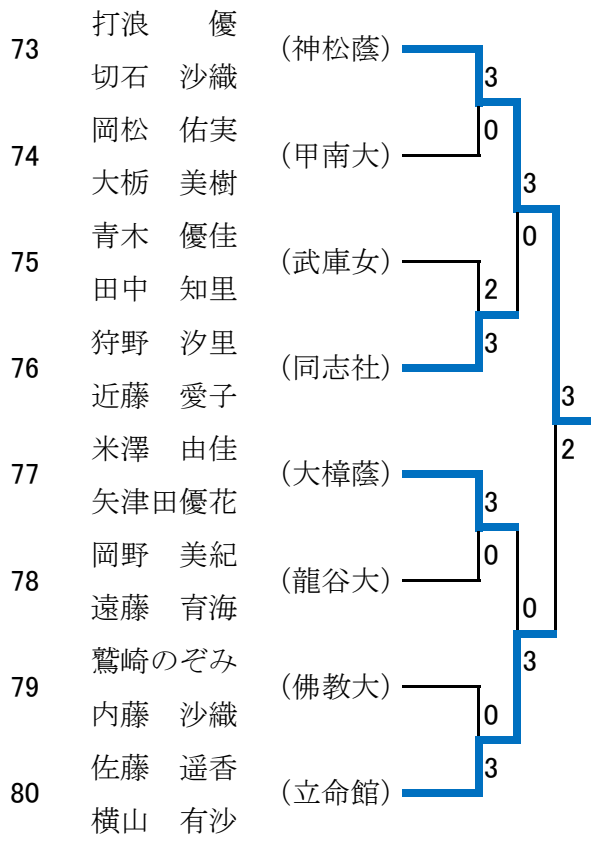 打浪　　優
73 (神松蔭)
切石　沙織
3
岡松　佑実
0
74 (甲南大)
大栃　美樹
3
青木　優佳
0
75 (武庫女)
田中　知里
2
狩野　汐里
3
76 (同志社)
近藤　愛子
3
米澤　由佳
2
77 (大樟蔭)
矢津田優花
3
岡野　美紀
0
78 (龍谷大)
遠藤　育海
0
鷲崎のぞみ
3
79 (佛教大)
内藤　沙織
0
佐藤　遥香
3
80 (立命館)
横山　有沙